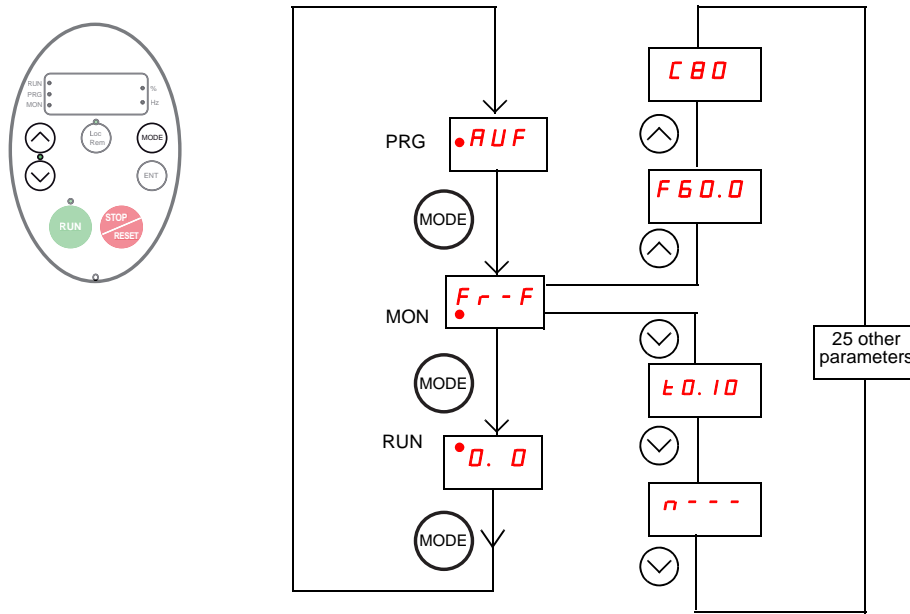 RUN
PRG
MON
%
Hz
Loc
Rem
MODE
ENT
RUN
STOP
RESET
PRG
AUF
MODE
MON
Fr-F
MODE
RUN
0. 0
MODE
C80
F60.0
t0.10
n---
25 other
parameters